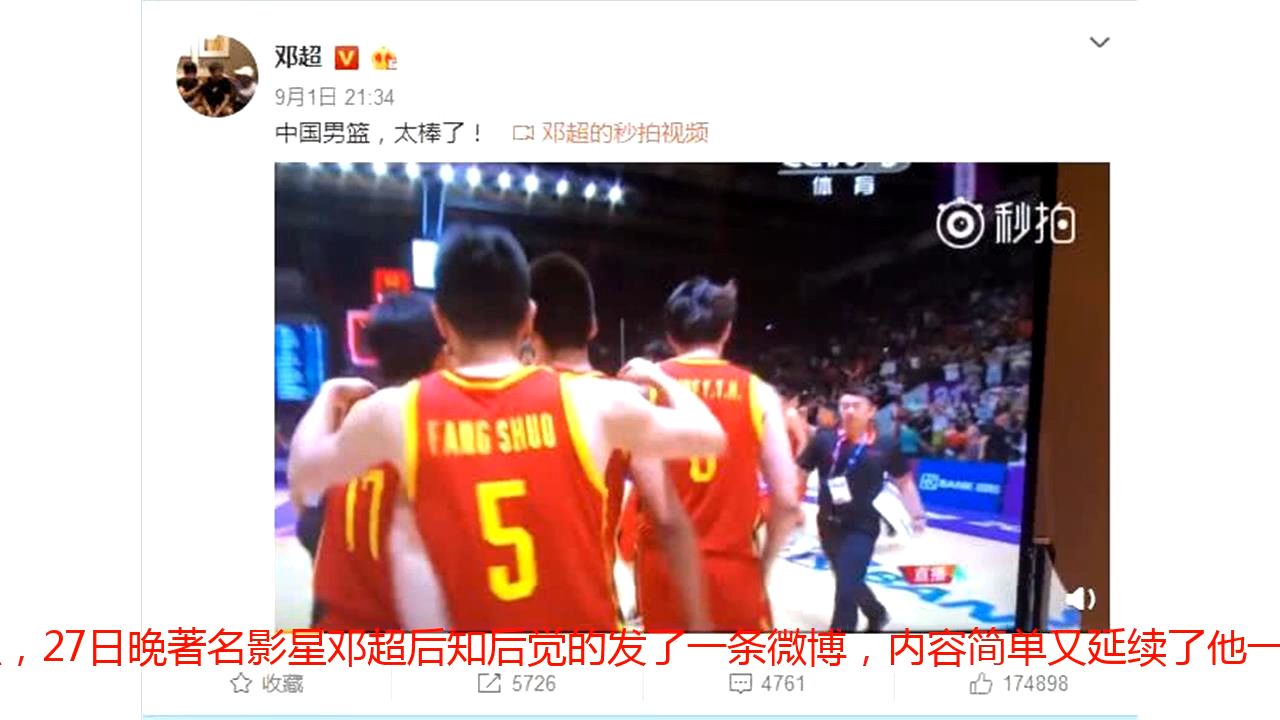 邓超
9月1日 21:34
中国男篮，太棒了！ 邓超的秒拍视频
体育
秒拍
FANG SHUO
5
77
直播
，27日晚著名影星邓超后知后觉的发了一条微博，内容简单又延续了他一
收藏 5726 4761 174898